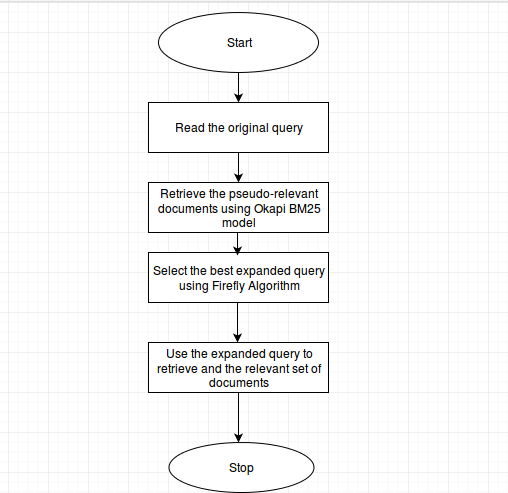 Start
Read the original query
Retrieve the pseudo-relevant
documents using Okapi BM25
model
Select the best expanded query
using Firefly Algorithm
Use the expanded query to
retrieve and the relevant set of
documents
Stop